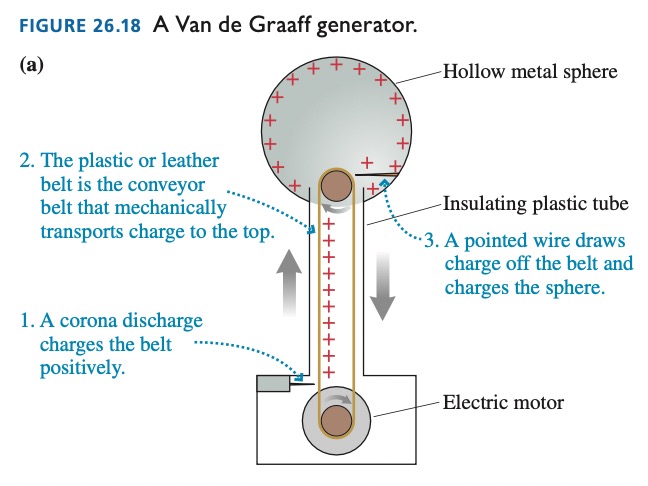 FIGURE 26.18 A Van de Graaff generator.
(a)
Hollow metal sphere
2. The plastic or leather
belt is the conveyor
belt that mechanically
transports charge to the top.
Insulating plastic tube
3. A pointed wire draws
charge off the belt and
charges the sphere.
1. A corona discharge
charges the belt
positively.
Electric motor